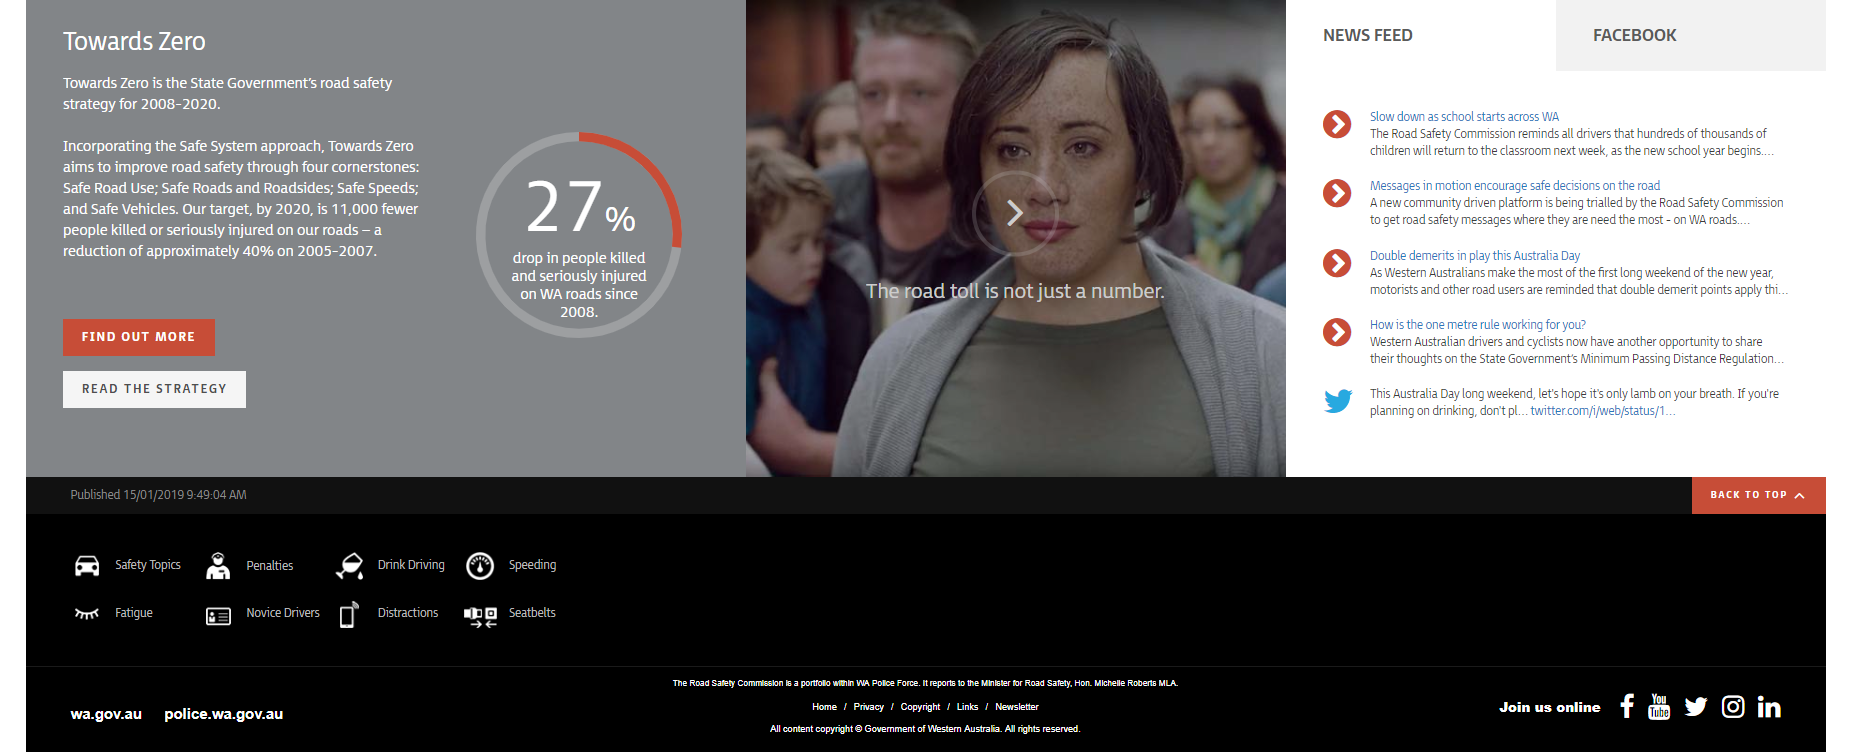 Towards Zero
Towards Zero is the State Government's road safety
strategy for 2008-2020.
Incorporating the Safe System approach, Towards Zero
aims to improve road safety through four cornerstones:
Safe Road Use; Safe Roads and Roadsides; Safe Speeds;
and Safe Vehicles. Our target, by 2020, is 11,000 fewer
people killed or seriously injured on our roads – a
reduction of approximately 40% on 2005-2007.
FIND OUT MORE
READ THE STRATEGY
27%
drop in people killed
and seriously injured
on WA roads since
2008.
The road toll is not just a number.
NEWS FEED
FACEBOOK
Slow down as school starts across WA
The Road Safety Commission reminds all drivers that hundreds of thousands of
children will return to the classroom next week, as the new school year begins....
Messages in motion encourage safe decisions on the road
A new community driven platform is being trialled by the Road Safety Commission
to get road safety messages where they are need the most - on WA roads....
Double demerits in play this Australia Day
As Western Australians make the most of the first long weekend of the new year,
motorists and other road users are reminded that double demerit points apply thi...
How is the one metre rule working for you?
Western Australian drivers and cyclists now have another opportunity to share
their thoughts on the State Government's Minimum Passing Distance Regulation...
This Australia Day long weekend, let's hope it's only lamb on your breath. If you're
planning on drinking, don't pl... twitter.com/i/web/status/1...
Published 15/01/2019 9:49:04 AM
BACK TO TOP
Safety Topics
Penalties
Drink Driving
Speeding
Fatigue
Novice Drivers
Distractions
Seatbelts
The Road Safety Commission is a portfolio within WA Police Force. It reports to the Minister for Road Safety, Hon. Michelle Roberts MLA.
wa.gov.au police.wa.gov.au
Home / Privacy / Copyright / Links / Newsletter
All content copyright © Government of Western Australia. All rights reserved.
Join us online
You
Tube